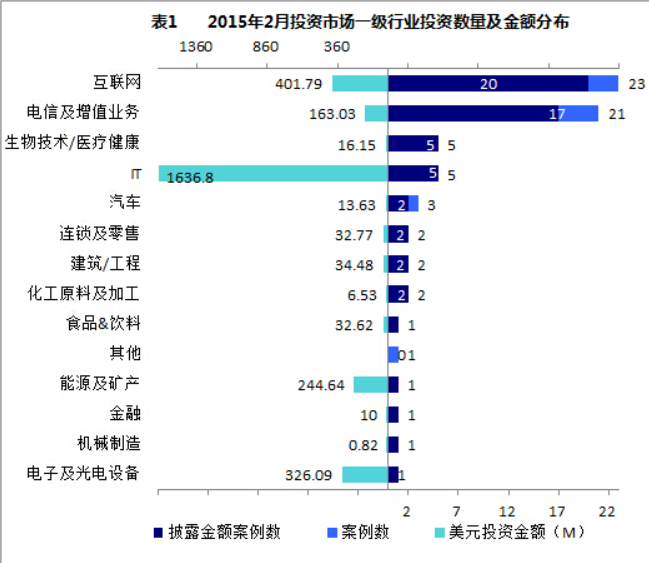 表1 2015年2月投资市场一级行业投资数量及金额分布
1360 860 360
互联网 401.79 20 23
电信及增值业务 163.03 17 21
生物技术/医疗健康 16.15 5 5
IT 1636.8 5 5
汽车 13.63 2 3
连锁及零售 32.77 2 2
建筑/工程 34.48 2 2
化工原料及加工 6.53 2 2
食品&饮料 32.62 1
其他 0 1
能源及矿产 244.64 1
金融 10 1
机械制造 0.82 1
电子及光电设备 326.09 1
2 7 12 17 22
披露金额案例数 案例数 美元投资金额（M）